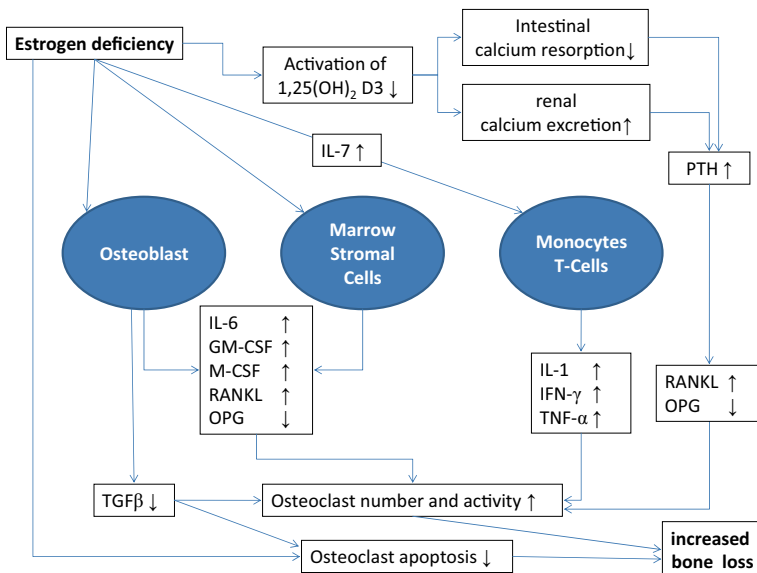 Estrogen deficiency
Activation of
1,25(OH)₂ D3 ↓
Intestinal
calcium resorption↓
renal
calcium excretion↑
IL-7 ↑
PTH ↑
Osteoblast
Marrow
Stromal
Cells
Monocytes
T-Cells
IL-6 ↑
GM-CSF ↑
M-CSF ↑
RANKL ↑
OPG ↓
IL-1 ↑
IFN-γ ↑
TNF-α ↑
RANKL ↑
OPG ↓
TGFβ ↓
Osteoclast number and activity ↑
Osteoclast apoptosis ↓
increased
bone loss